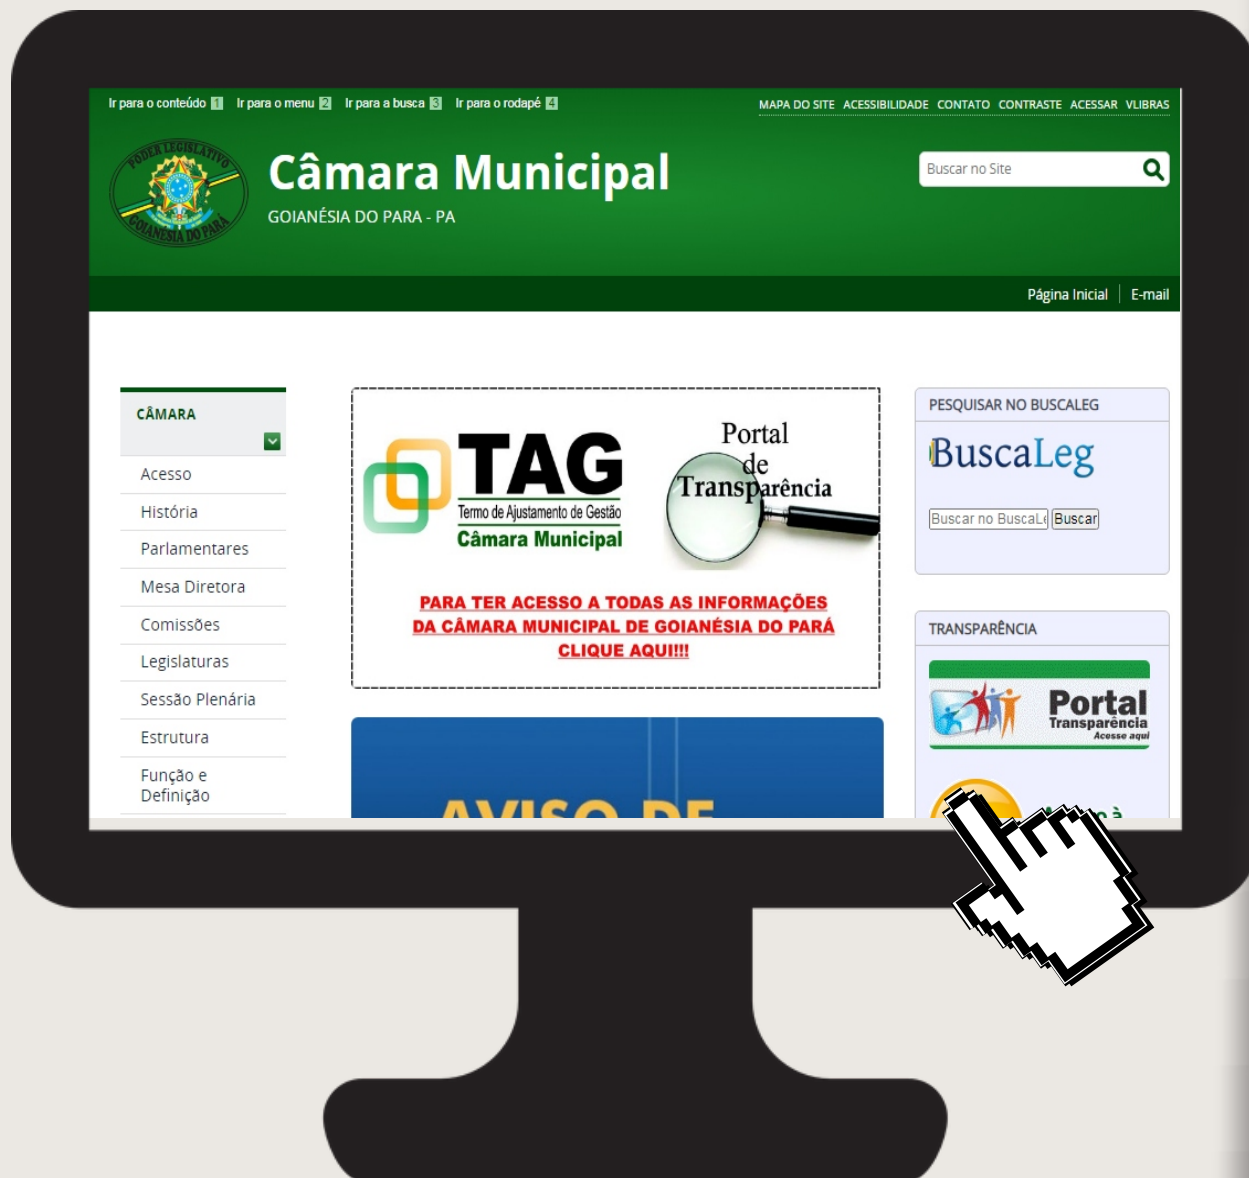 Ir para o conteúdo 1 Ir para o menu 2 Ir para a busca 3 Ir para o rodapé 4
MAPA DO SITE ACESSIBILIDADE CONTATO CONTRASTE ACESSAR VLIBRAS
PODER LEGISLATIVO
GOIANÉSIA DO PARÁ
Câmara Municipal
GOIANÉSIA DO PARA - PA
Buscar no Site
Página Inicial E-mail
CÂMARA
Acesso
História
Parlamentares
Mesa Diretora
Comissões
Legislaturas
Sessão Plenária
Estrutura
Função e
Definição
TAG
Termo de Ajustamento de Gestão
Câmara Municipal
Portal
de
Transparência
PARA TER ACESSO A TODAS AS INFORMAÇÕES
DA CÂMARA MUNICIPAL DE GOIANÉSIA DO PARÁ
CLIQUE AQUI!!!
AVISO DE
PESQUISAR NO BUSCALEG
BuscaLeg
Buscar no BuscaLe Buscar
TRANSPARÊNCIA
Portal
Transparência
Acesse aqui